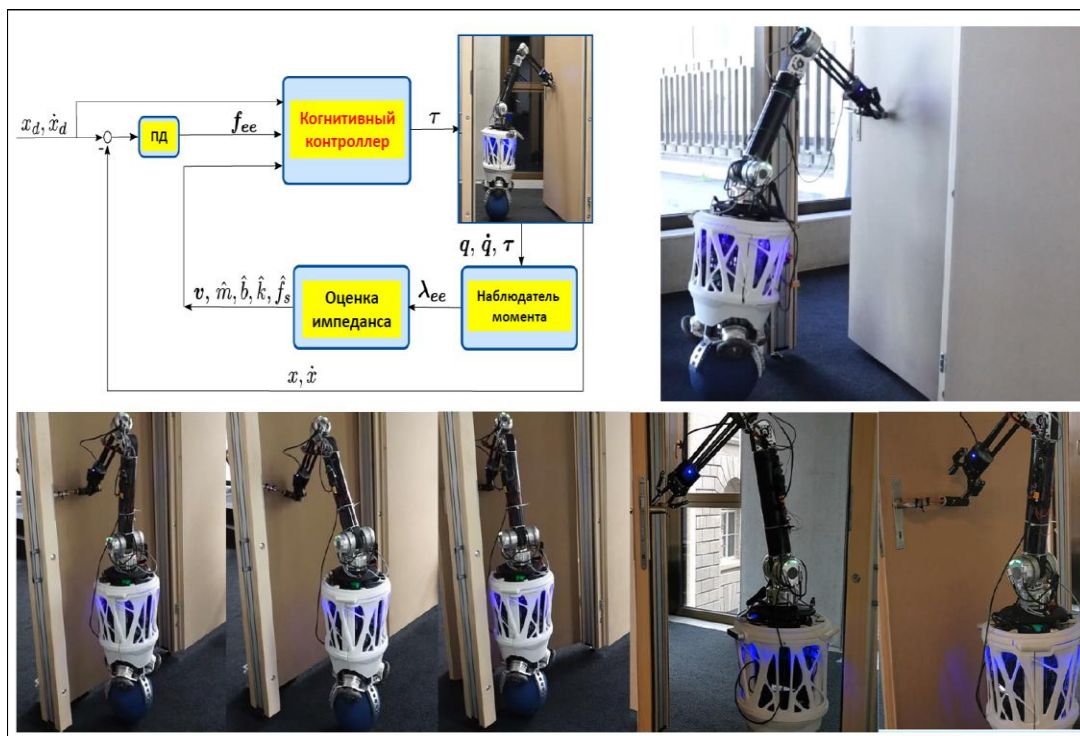 x_d, ẋ_d
-
ПД
f_ee
Когнитивный
контроллер
τ
q, q̇, τ
v, m̂, b̂, k̂, f̂_s
Оценка
импеданса
λ_ee
Наблюдатель
момента
x, ẋ